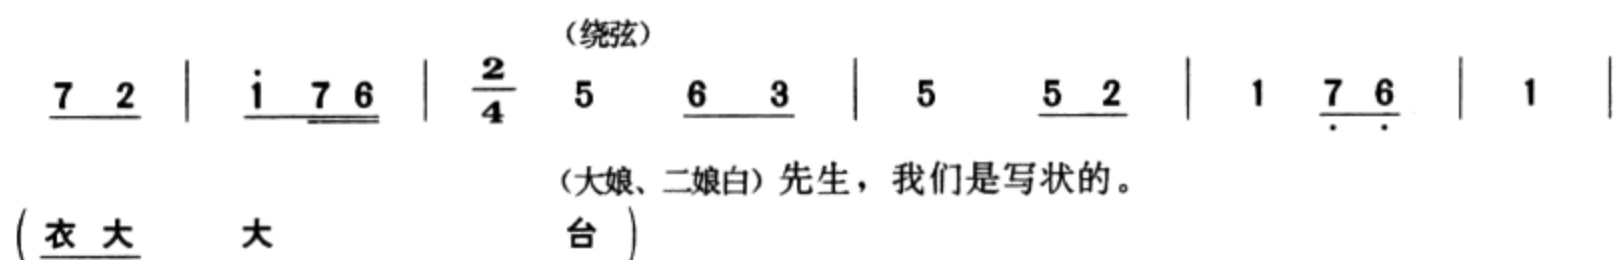 （绕弦）
7 2 | i 7 6 | 2/4 5 6 3 | 5 5 2 | 1 7 6 | 1 |
（大娘、二娘白）先生，我们是写状的。
（衣大 大 台）